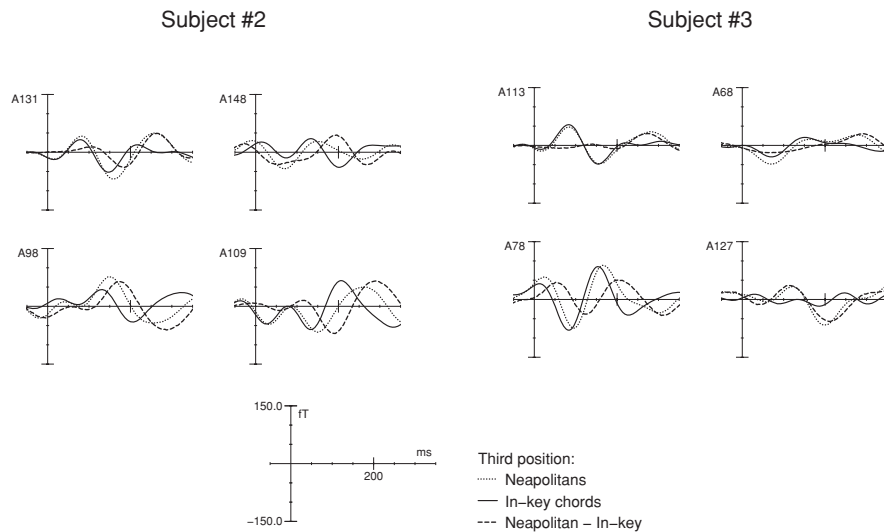 Subject #2
Subject #3
A131
A148
A113
A68
A98
A109
A78
A127
150.0
fT
ms
200
−150.0
Third position:
Neapolitans
In−key chords
Neapolitan − In−key